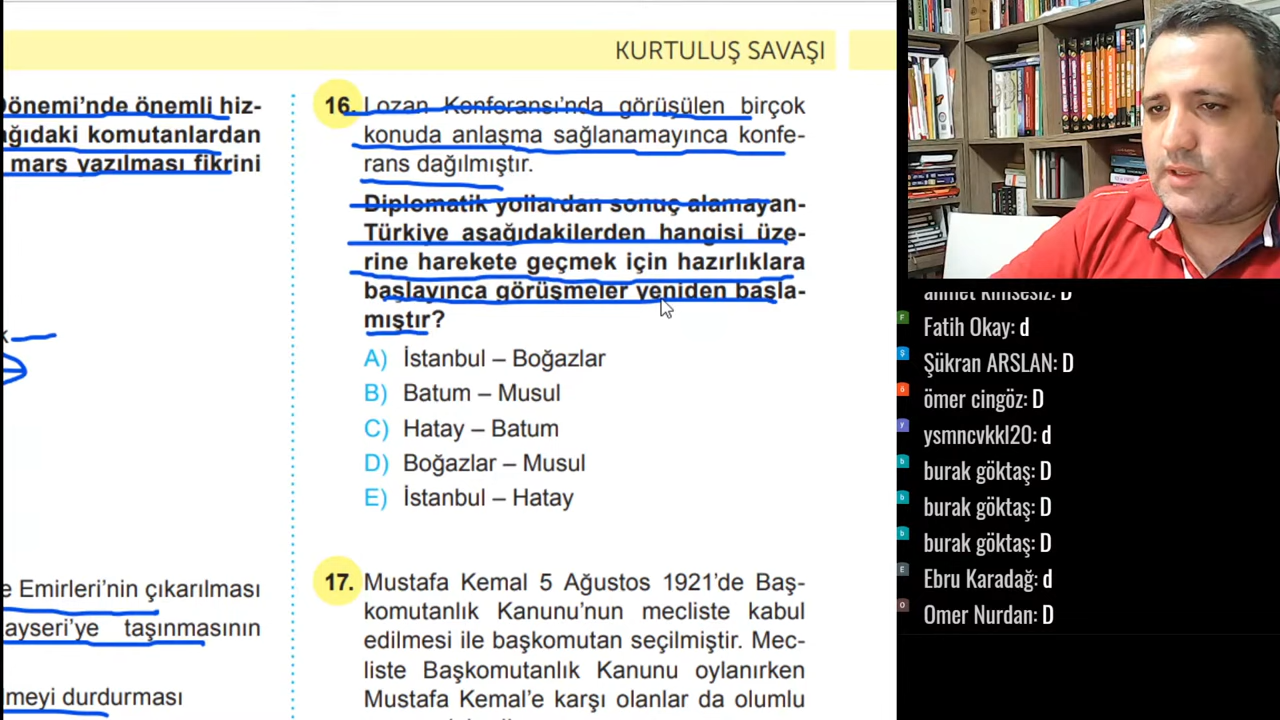 KURTULUŞ SAVAŞI
Dönemi'nde önemli hiz-
ağıdaki komutanlardan
marş yazılması fikrini
k
e Emirleri'nin çıkarılması
ayseri'ye taşınmasının
lmeyi durdurması
16. Lozan Konferansı'nda görüşülen birçok
konuda anlaşma sağlanamayınca konfe-
rans dağılmıştır.
Diplomatik yollardan sonuç alamayan
Türkiye aşağıdakilerden hangisi üze-
rine harekete geçmek için hazırlıklara
başlayınca görüşmeler yeniden başla-
mıştır?
A) İstanbul – Boğazlar
B) Batum – Musul
C) Hatay – Batum
D) Boğazlar – Musul
E) İstanbul – Hatay
17. Mustafa Kemal 5 Ağustos 1921'de Baş-
komutanlık Kanunu'nun mecliste kabul
edilmesi ile başkomutan seçilmiştir. Mec-
liste Başkomutanlık Kanunu oylanırken
Mustafa Kemal'e karşı olanlar da olumlu
ahmet kimsesiz: D
Fatih Okay: d
Şükran ARSLAN: D
ömer cingöz: D
ysmncvkkl20: d
burak göktaş: D
burak göktaş: D
burak göktaş: D
Ebru Karadağ: d
Omer Nurdan: D